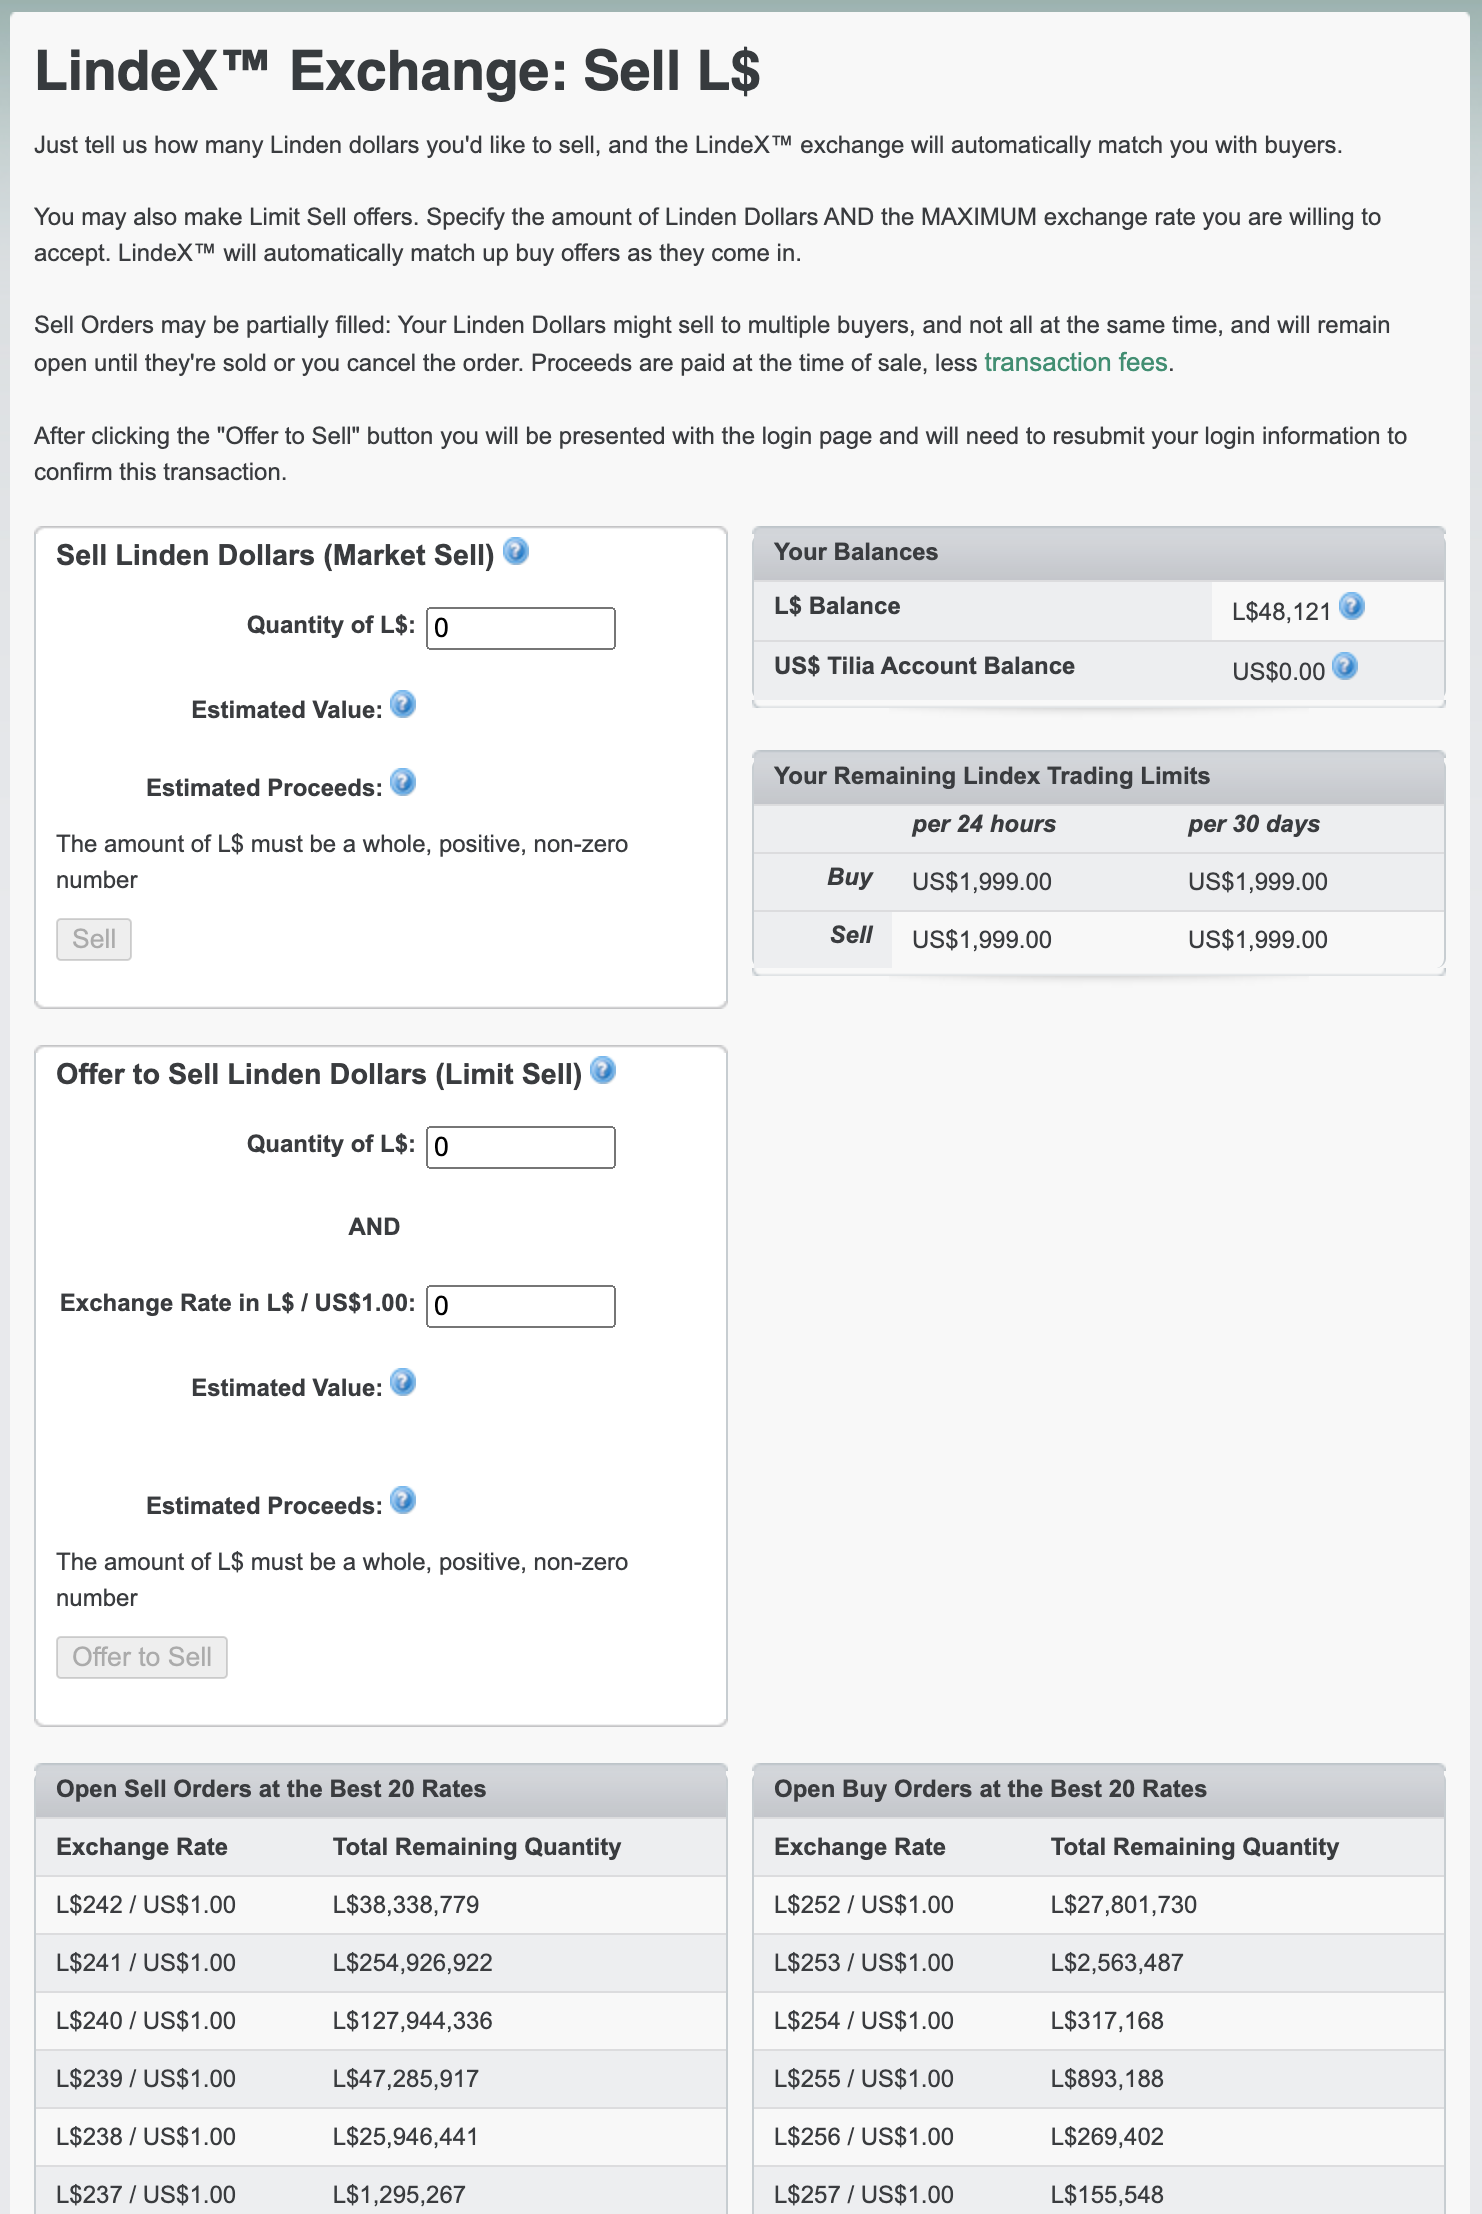 LindeX™ Exchange: Sell L$
Just tell us how many Linden dollars you'd like to sell, and the LindeX™ exchange will automatically match you with buyers.
You may also make Limit Sell offers. Specify the amount of Linden Dollars AND the MAXIMUM exchange rate you are willing to
accept. LindeX™ will automatically match up buy offers as they come in.
Sell Orders may be partially filled: Your Linden Dollars might sell to multiple buyers, and not all at the same time, and will remain
open until they're sold or you cancel the order. Proceeds are paid at the time of sale, less transaction fees.
After clicking the "Offer to Sell" button you will be presented with the login page and will need to resubmit your login information to
confirm this transaction.
Sell Linden Dollars (Market Sell) ?
Quantity of L$: 0
Estimated Value: ?
Estimated Proceeds: ?
The amount of L$ must be a whole, positive, non-zero
number
Sell
Your Balances
L$ Balance L$48,121 ?
US$ Tilia Account Balance US$0.00 ?
Your Remaining Lindex Trading Limits
per 24 hours per 30 days
Buy US$1,999.00 US$1,999.00
Sell US$1,999.00 US$1,999.00
Offer to Sell Linden Dollars (Limit Sell) ?
Quantity of L$: 0
AND
Exchange Rate in L$ / US$1.00: 0
Estimated Value: ?
Estimated Proceeds: ?
The amount of L$ must be a whole, positive, non-zero
number
Offer to Sell
Open Sell Orders at the Best 20 Rates
Exchange Rate Total Remaining Quantity
L$242 / US$1.00 L$38,338,779
L$241 / US$1.00 L$254,926,922
L$240 / US$1.00 L$127,944,336
L$239 / US$1.00 L$47,285,917
L$238 / US$1.00 L$25,946,441
L$237 / US$1.00 L$1,295,267
Open Buy Orders at the Best 20 Rates
Exchange Rate Total Remaining Quantity
L$252 / US$1.00 L$27,801,730
L$253 / US$1.00 L$2,563,487
L$254 / US$1.00 L$317,168
L$255 / US$1.00 L$893,188
L$256 / US$1.00 L$269,402
L$257 / US$1.00 L$155,548